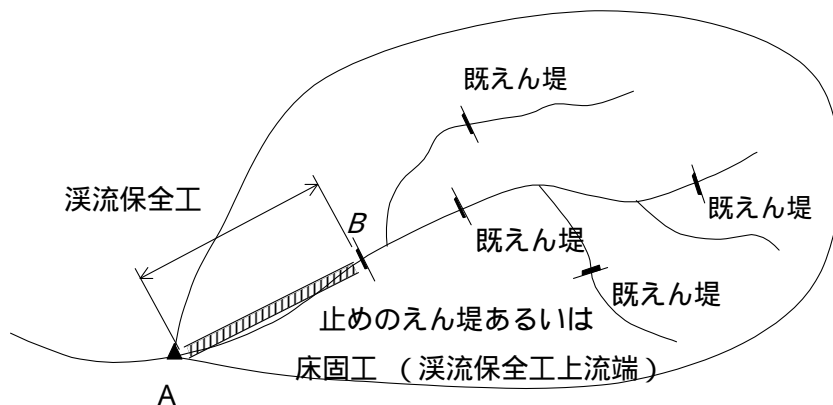 既えん堤
渓流保全工
B
既えん堤
既えん堤
既えん堤
止めのえん堤あるいは
床固工 （渓流保全工上流端）
A